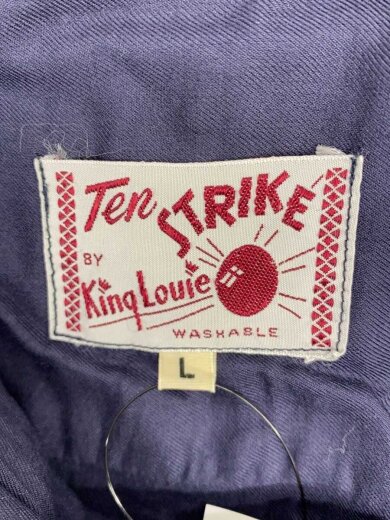 Ten STRIKE
BY
King Louie
WASHABLE
L